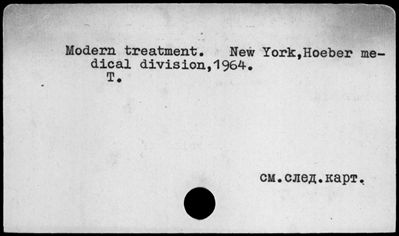 Modern treatment. New York,Hoeber me-
dical division,1964.
T.
см.след.карт.